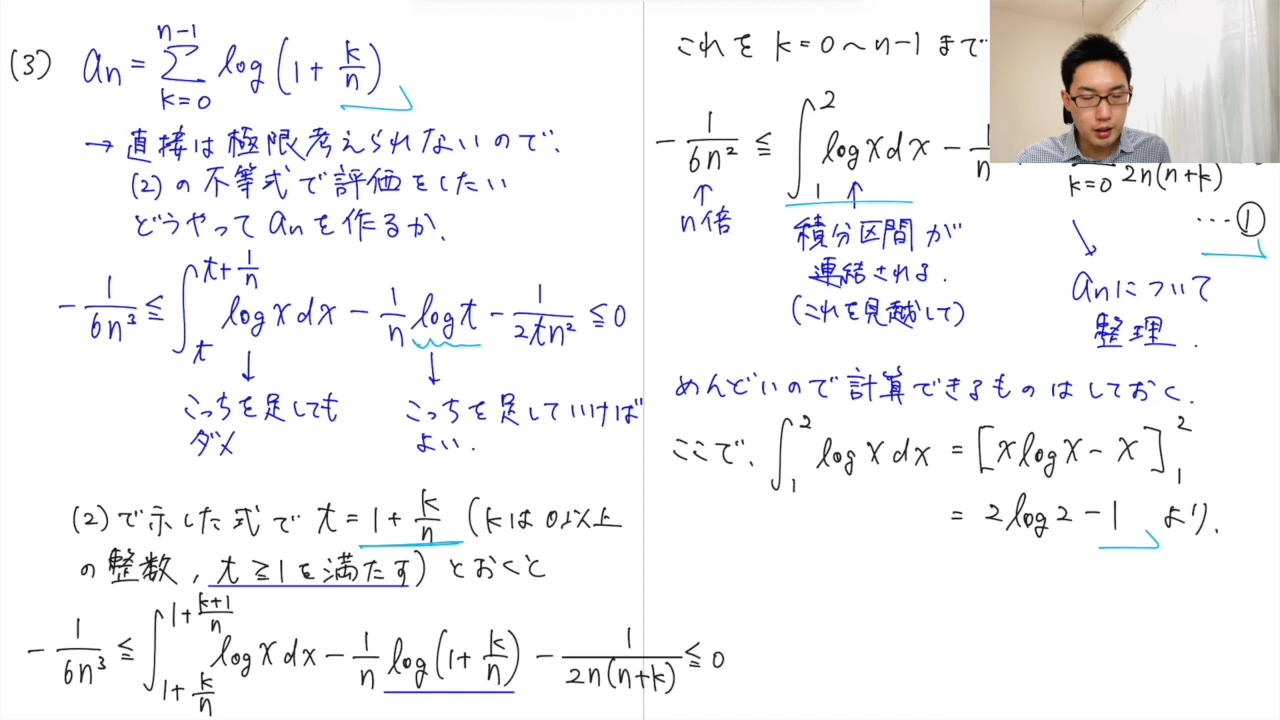 (3) an = Σ_{k=0}^{n-1} log(1 + k/n)
→ 直接は極限考えられないので、
(2)の不等式で評価をしたい
どうやってanを作るか.
-1/6n³ ≦ ∫_t^{t+1/n} log x dx - 1/n log t - 1/2tn² ≦ 0
↓ ↓
こっちを足しても こっちを足していけば
ダメ よい.
(2)で示した式で t = 1 + k/n (kは0以上
の整数, t ≧ 1を満たす) とおくと
-1/6n³ ≦ ∫_{1+k/n}^{1+(k+1)/n} log x dx - 1/n log(1 + k/n) - 1/2n(n+k) ≦ 0
これを k = 0 ~ n-1 まで
-1/6n² ≦ ∫_1^2 log x dx - 1/n
k=0 2n(n+k)
… ①
↑ ↑
n倍
積分区間が
連結される.
(これを見越して)
anについて
整理.
めんどいので計算できるものはしておく.
ここで、∫_1^2 log x dx = [x log x - x]_1^2
= 2 log 2 - 1 より.